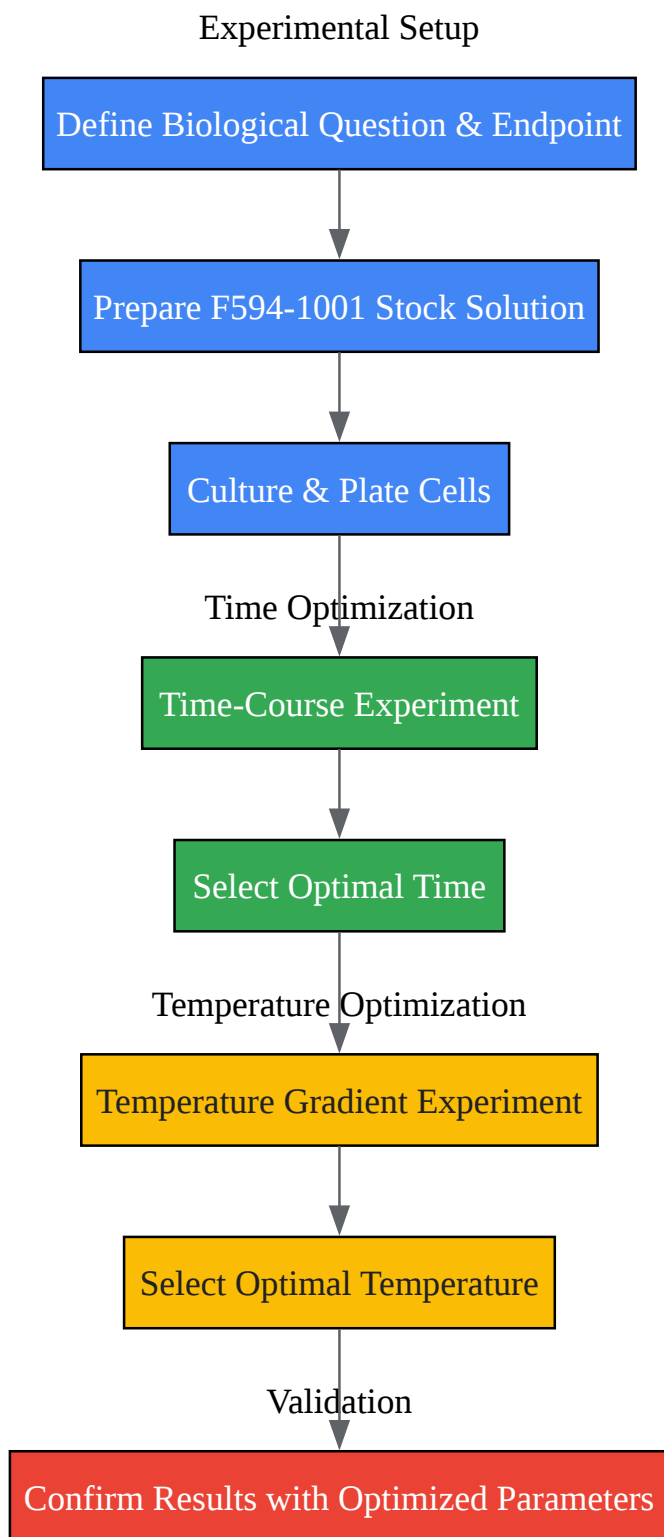 Experimental Setup
Define Biological Question & Endpoint
Prepare F594-1001 Stock Solution
Culture & Plate Cells
Time Optimization
Time-Course Experiment
Select Optimal Time
Temperature Optimization
Temperature Gradient Experiment
Select Optimal Temperature
Validation
Confirm Results with Optimized Parameters